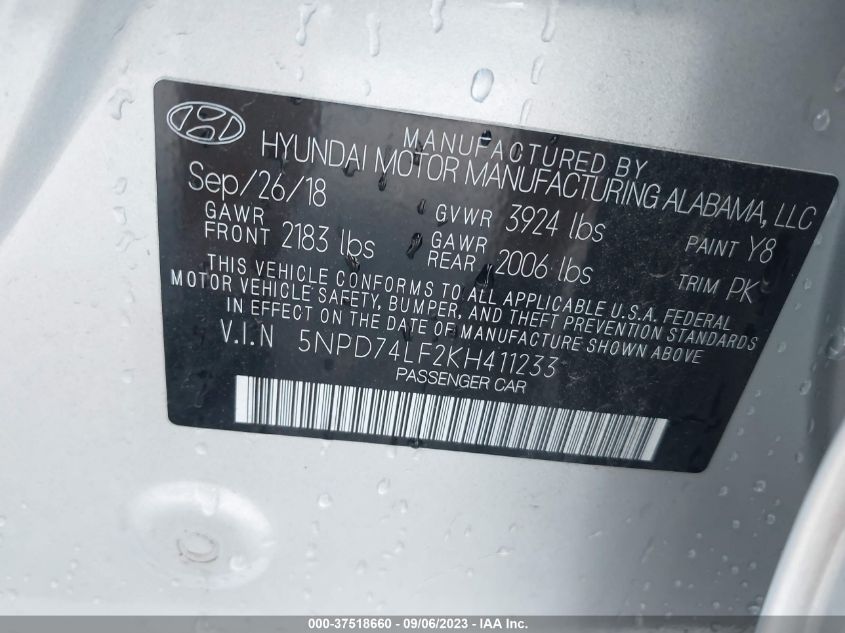 MANUFACTURED BY
HYUNDAI MOTOR MANUFACTURING ALABAMA, LLC
Sep/26/18 GVWR 3924 lbs PAINT Y8
GAWR FRONT 2183 lbs GAWR REAR 2006 lbs TRIM PK
THIS VEHICLE CONFORMS TO ALL APPLICABLE U.S.A. FEDERAL
MOTOR VEHICLE SAFETY, BUMPER, AND THEFT PREVENTION STANDARDS
IN EFFECT ON THE DATE OF MANUFACTURE SHOWN ABOVE
V.I.N 5NPD74LF2KH411233
PASSENGER CAR
000-37518660 - 09/06/2023 - IAA Inc.